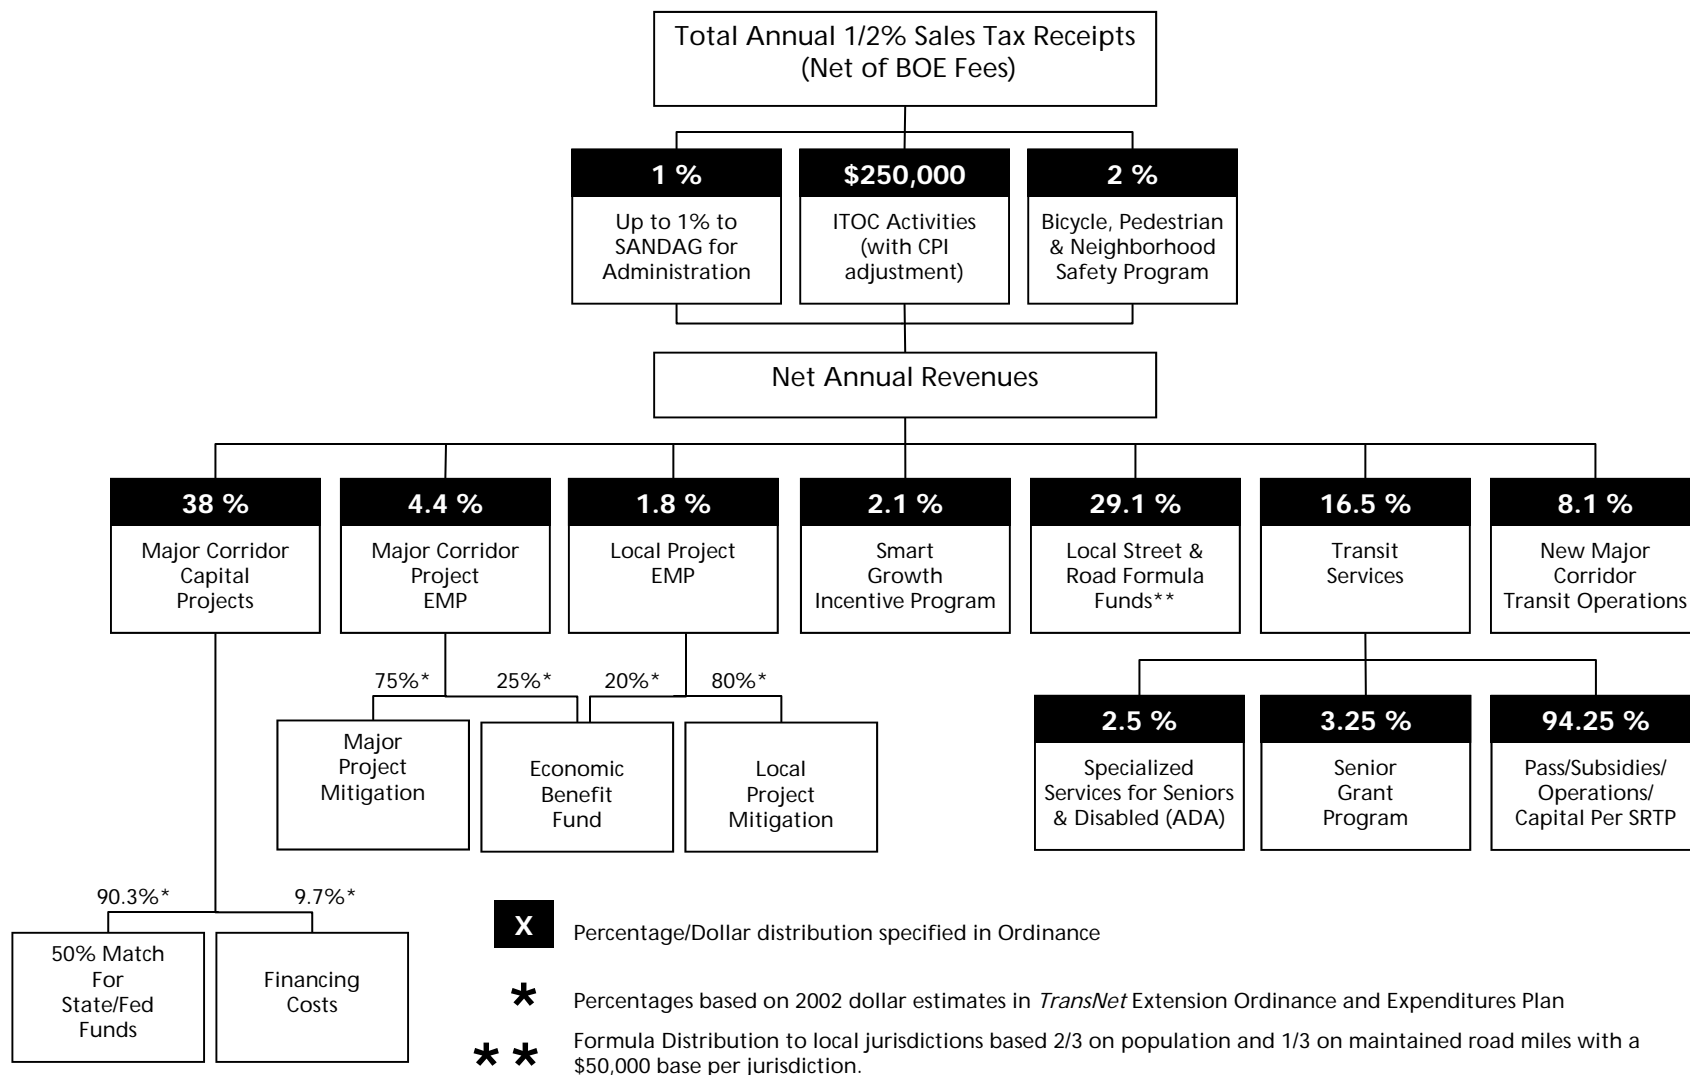 Total Annual 1/2% Sales Tax Receipts
(Net of BOE Fees)
1 %
Up to 1% to
SANDAG for
Administration
$250,000
ITOC Activities
(with CPI
adjustment)
2 %
Bicycle, Pedestrian
& Neighborhood
Safety Program
Net Annual Revenues
38 %
Major Corridor
Capital
Projects
4.4 %
Major Corridor
Project
EMP
1.8 %
Local Project
EMP
2.1 %
Smart
Growth
Incentive Program
29.1 %
Local Street &
Road Formula
Funds**
16.5 %
Transit
Services
8.1 %
New Major
Corridor
Transit Operations
75%*
25%*
20%*
80%*
Major
Project
Mitigation
Economic
Benefit
Fund
Local
Project
Mitigation
2.5 %
Specialized
Services for Seniors
& Disabled (ADA)
3.25 %
Senior
Grant
Program
94.25 %
Pass/Subsidies/
Operations/
Capital Per SRTP
90.3%*
9.7%*
50% Match
For
State/Fed
Funds
Financing
Costs
X Percentage/Dollar distribution specified in Ordinance
* Percentages based on 2002 dollar estimates in TransNet Extension Ordinance and Expenditures Plan
** Formula Distribution to local jurisdictions based 2/3 on population and 1/3 on maintained road miles with a
$50,000 base per jurisdiction.